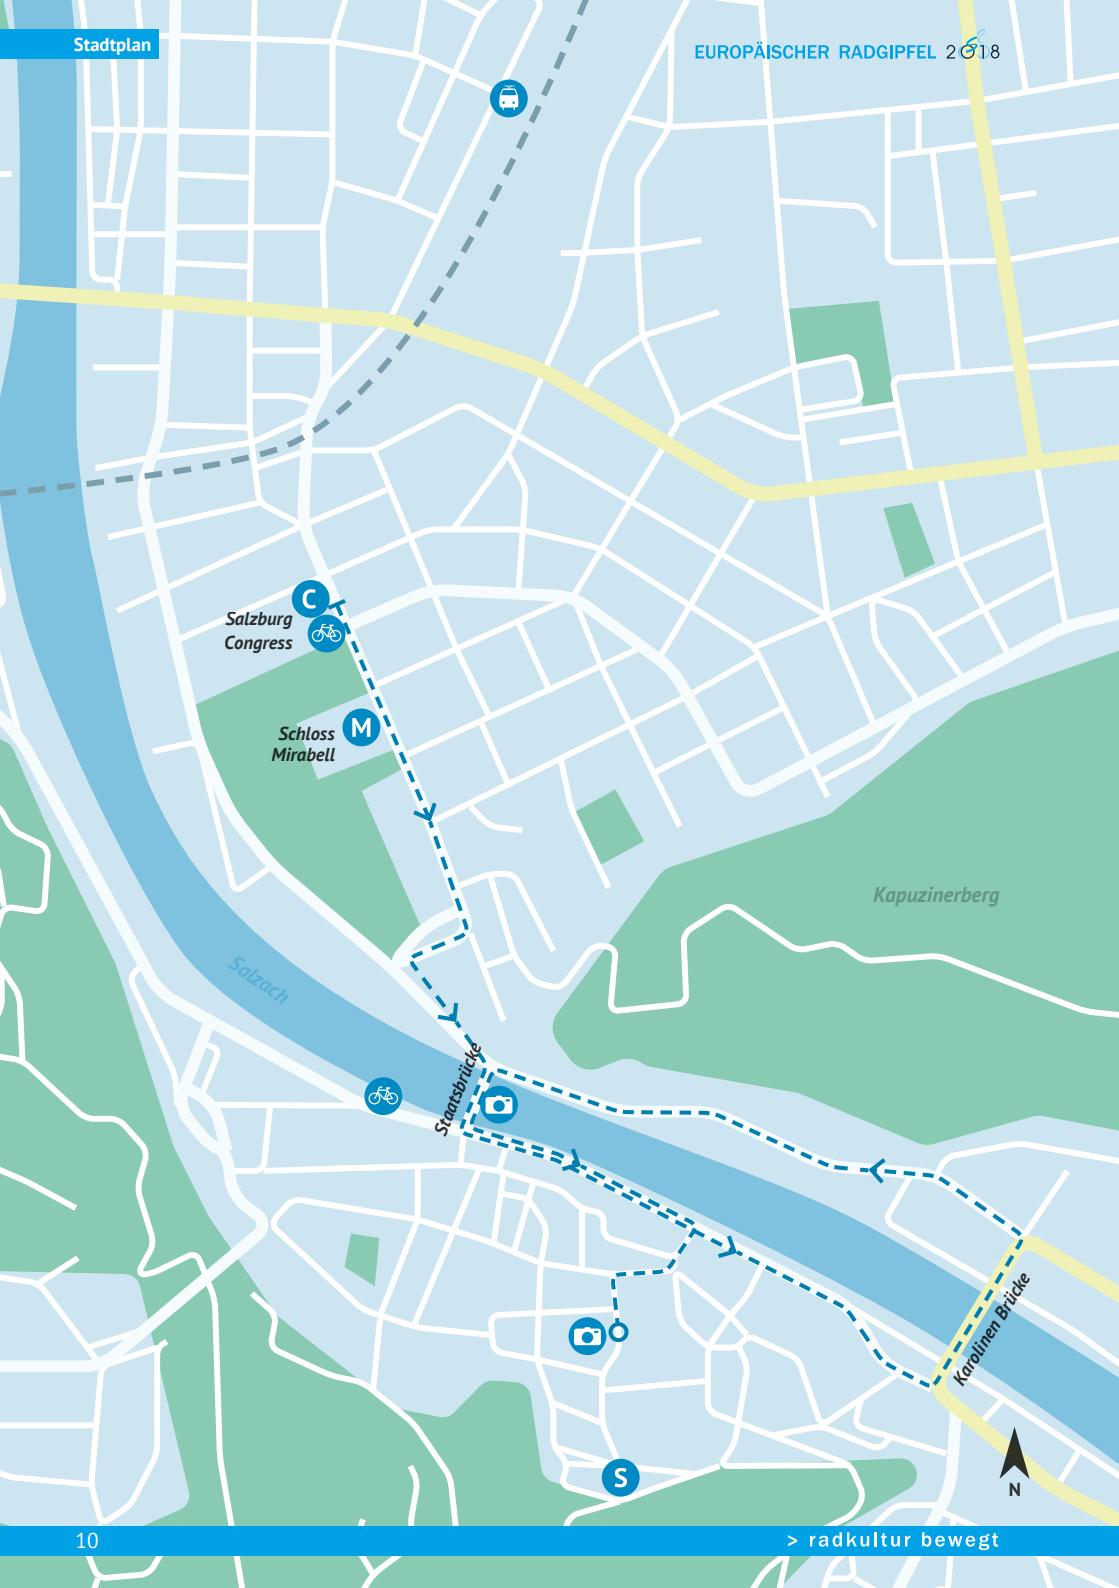 Stadtplan
EUROPÄISCHER RADGIPFEL 2018
C
Salzburg
Congress
M
Schloss
Mirabell
Kapuzinerberg
Salzach
Staatsbrücke
Karolinen Brücke
S
N
10
> radkultur bewegt